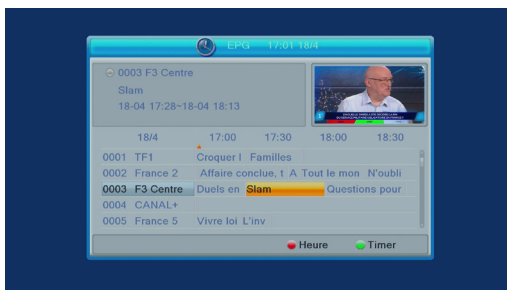 EPG 17:01 18/4
0003 F3 Centre
Slam
18-04 17:28~18-04 18:13
18/4 17:00 17:30 18:00 18:30
0001 TF1 Croquer l Familles
0002 France 2 Affaire conclue, t A Tout le mon N'oubli
0003 F3 Centre Duels en Slam Questions pour
0004 CANAL+
0005 France 5 Vivre loi L'inv
Heure Timer